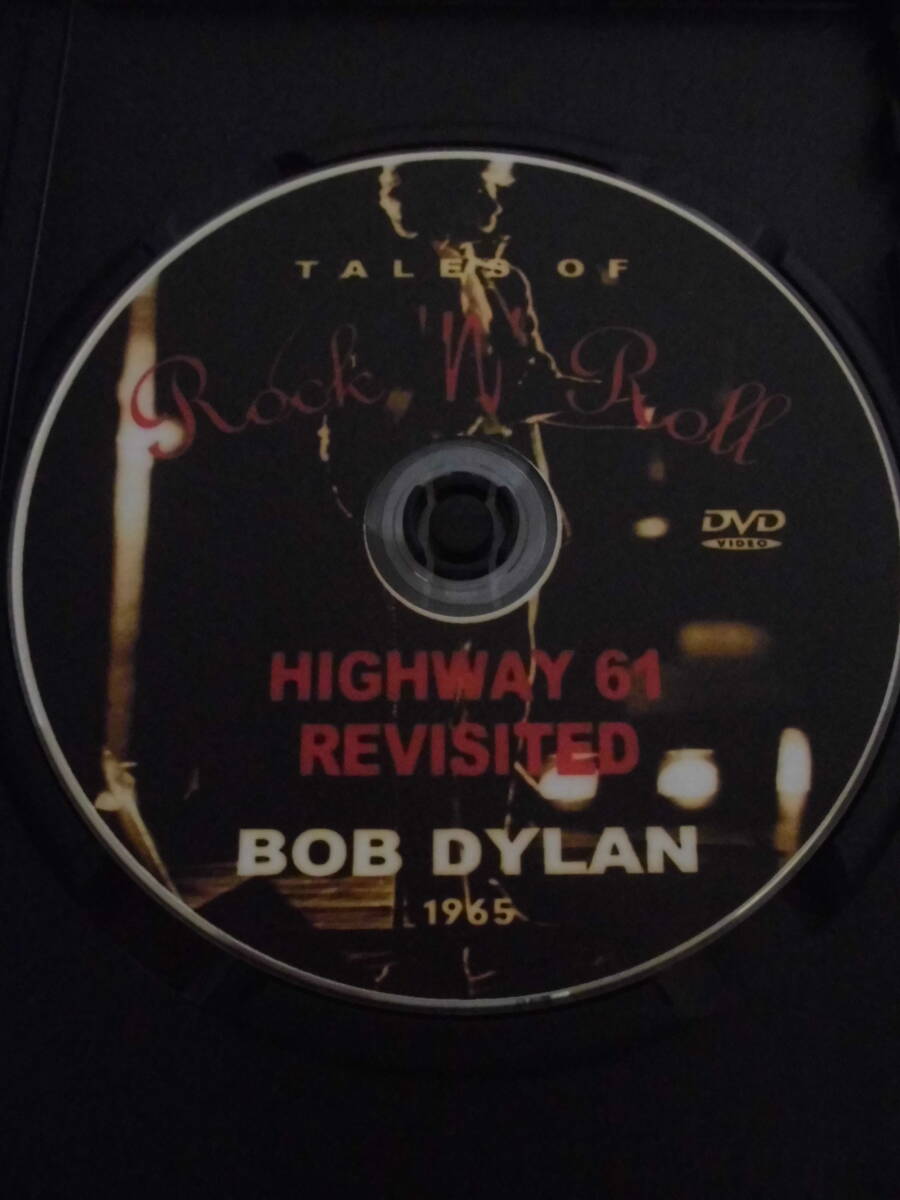 TALES OF
Rock 'N' Roll
DVD
VIDEO
HIGHWAY 61
REVISITED
BOB DYLAN
1965